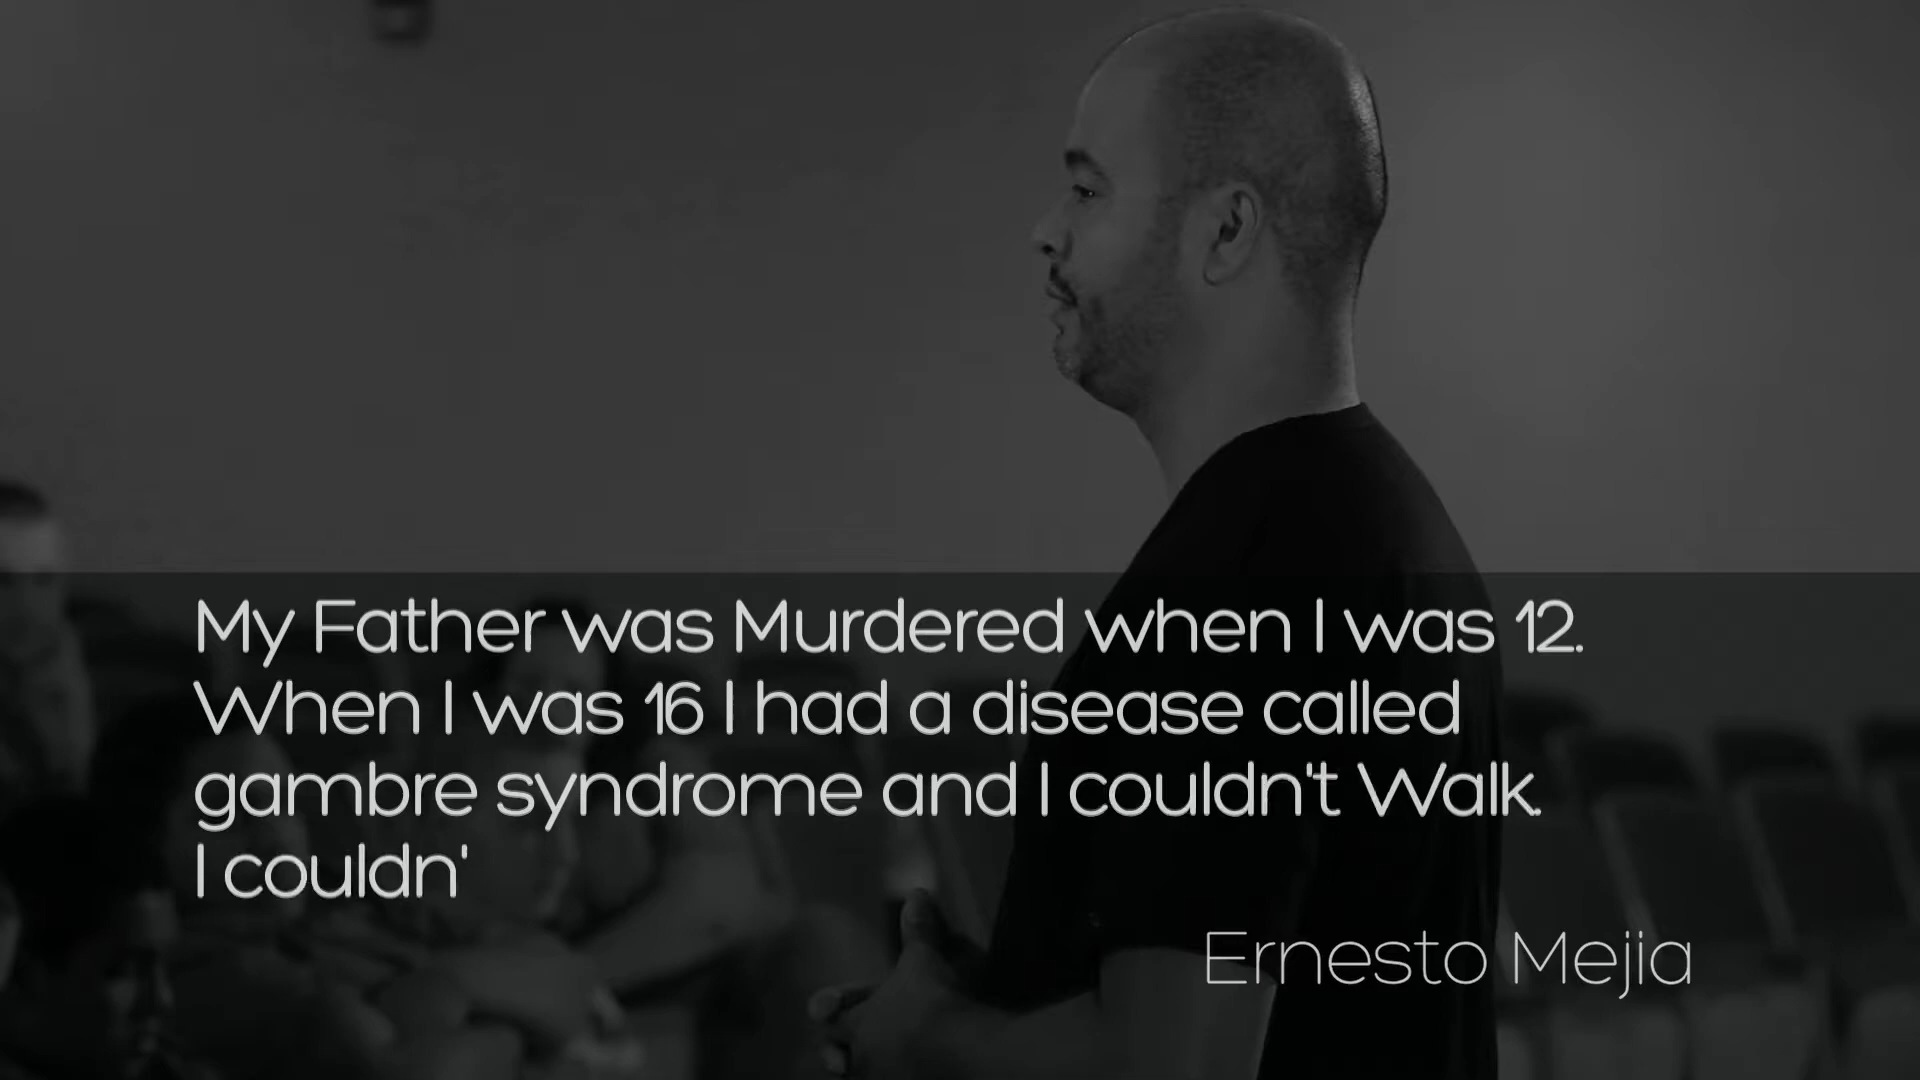 My Father was Murdered when I was 12.
When I was 16 I had a disease called
gambre syndrome and I couldn't Walk.
I couldn'
Ernesto Mejia